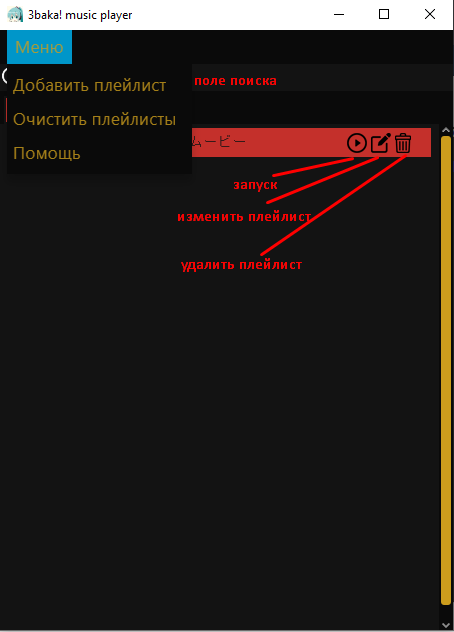 3baka! music player
Меню
поле поиска
Добавить плейлист
Очистить плейлисты
Помощь
ムービー
запуск
изменить плейлист
удалить плейлист